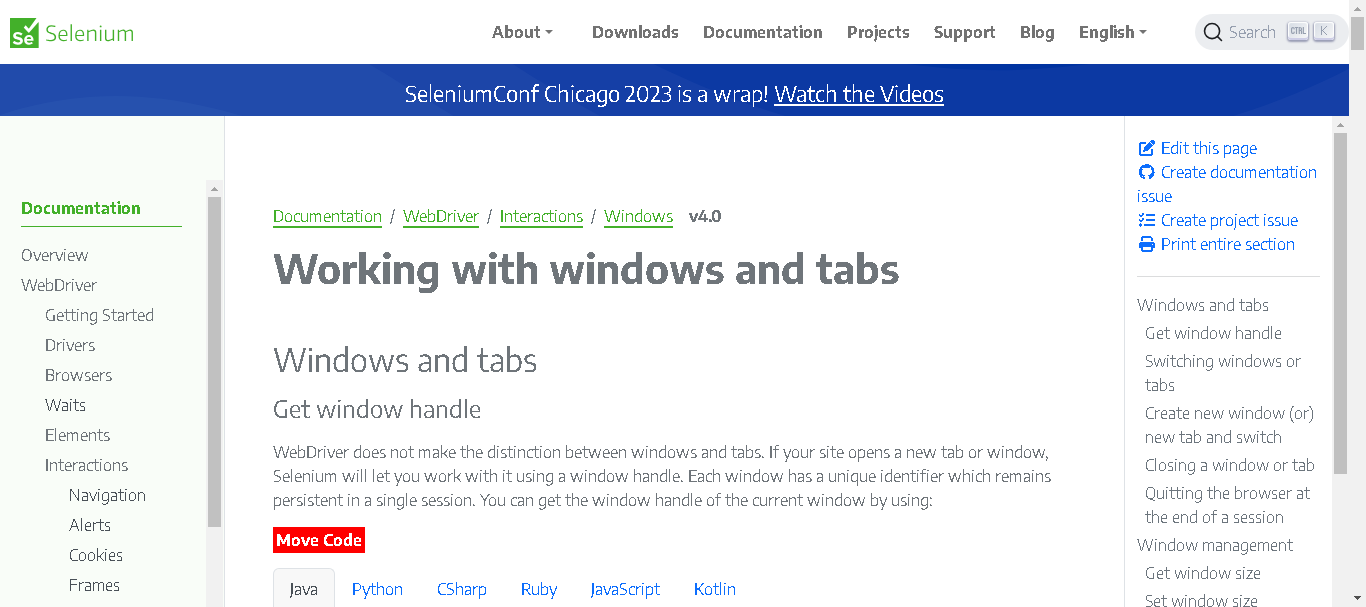 Se Selenium
About
Downloads
Documentation
Projects
Support
Blog
English
Search CTRL K
SeleniumConf Chicago 2023 is a wrap! Watch the Videos
Documentation
Overview
WebDriver
Getting Started
Drivers
Browsers
Waits
Elements
Interactions
Navigation
Alerts
Cookies
Frames
Documentation / WebDriver / Interactions / Windows v4.0
Working with windows and tabs
Windows and tabs
Get window handle
WebDriver does not make the distinction between windows and tabs. If your site opens a new tab or window,
Selenium will let you work with it using a window handle. Each window has a unique identifier which remains
persistent in a single session. You can get the window handle of the current window by using:
Move Code
Java Python CSharp Ruby JavaScript Kotlin
Edit this page
Create documentation
issue
Create project issue
Print entire section
Windows and tabs
Get window handle
Switching windows or
tabs
Create new window (or)
new tab and switch
Closing a window or tab
Quitting the browser at
the end of a session
Window management
Get window size
Set window size